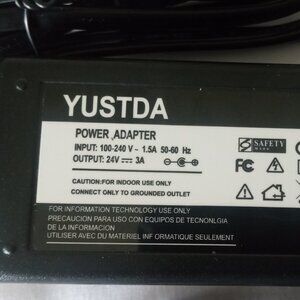 YUSTDA
POWER ADAPTER
INPUT: 100-240 V ~ 1.5A 50-60 Hz
OUTPUT: 24V ⎓ 3A
SAFETY
MARK
FC
CAUTION:FOR INDOOR USE ONLY
CONNECT ONLY TO GROUNDED OUTLET
FOR INFORMATION TECHNOLOGY USE ONLY
PRECAUCION PARA USO CON EQUIPOS DE TECNONLGIA
DE LA INFORMACION
UTILISER AVEC DU MATERIEL INF ORMATIQUE SEULEMENT